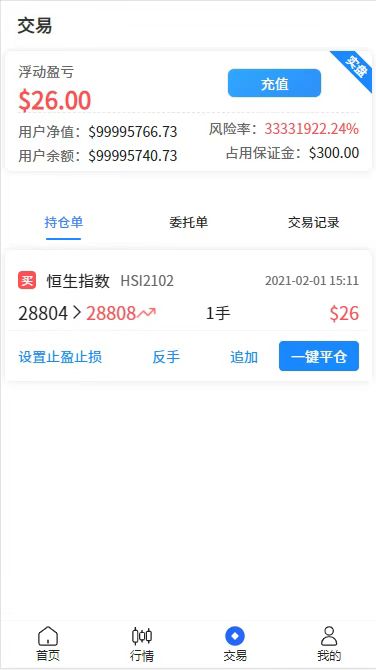 交易
实盘
浮动盈亏
$26.00
充值
用户净值：$99995766.73
风险率：33331922.24%
用户余额：$99995740.73
占用保证金：$300.00
持仓单 委托单 交易记录
买 恒生指数 HSI2102 2021-02-01 15:11
28804 > 28808 1手 $26
设置止盈止损 反手 追加 一键平仓
首页 行情 交易 我的